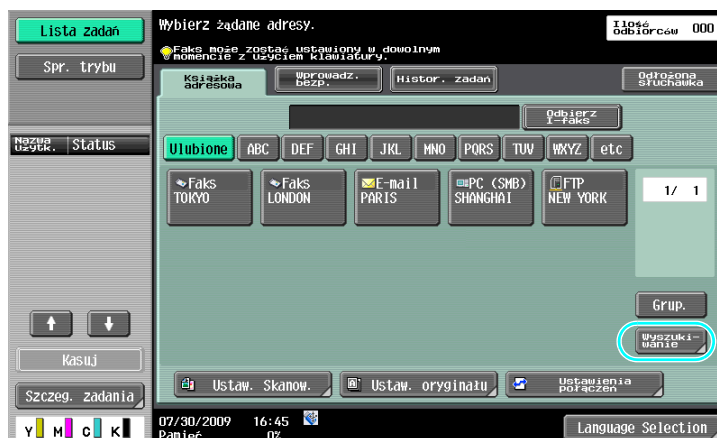 Lista zadań
Spr. trybu
Nazwa użytk.
Status
Kasuj
Szczeg. zadania
Y M C K
Wybierz żądane adresy.
Ilość odbiorców 000
Faks może zostać ustawiony w dowolnym
momencie z użyciem klawiatury.
Książka adresowa
Wprowadz. bezp.
Histor. zadań
Odłożona słuchawka
Odbierz I-faks
Ulubione ABC DEF GHI JKL MNO PQRS TUV WXYZ etc
Faks
TOKYO
Faks
LONDON
E-mail
PARIS
PC (SMB)
SHANGHAI
FTP
NEW YORK
1/ 1
Grup.
Wyszuki-
wanie
Ustaw. Skanow.
Ustaw. oryginału
Ustawienia połączeń
07/30/2009 16:45
Pamięć 0%
Language Selection